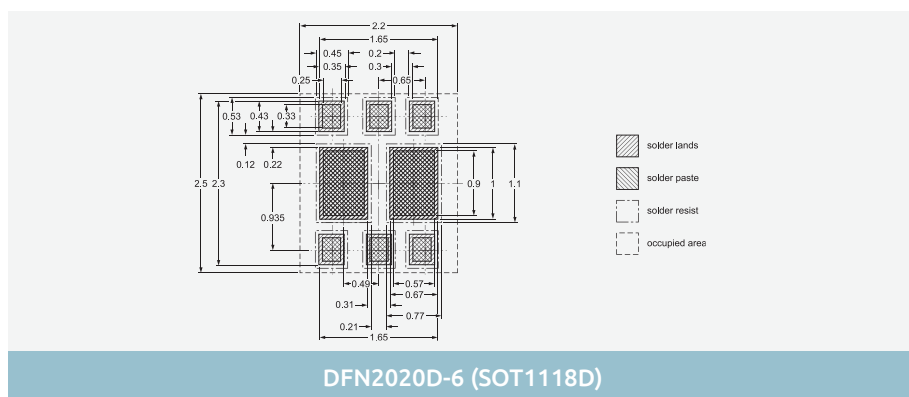 2.2
1.65
0.45 0.2
0.35 0.3
0.25 0.65
0.53 0.43 0.33
0.12 0.22
2.5 2.3 0.9 1 1.1
0.935
0.49 0.57
0.67
0.31 0.77
0.21
1.65
solder lands
solder paste
solder resist
occupied area
DFN2020D-6 (SOT1118D)